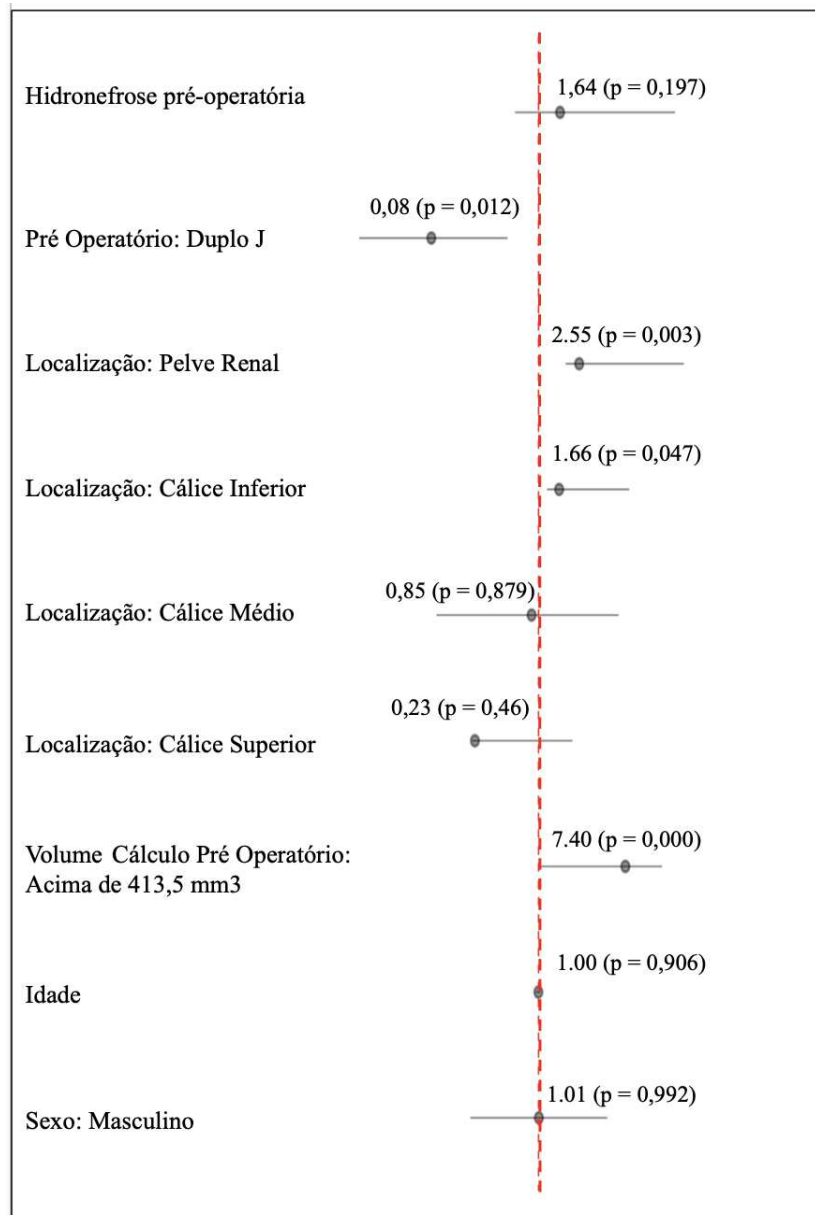 Hidronefrose pré-operatória
1,64 (p = 0,197)
Pré Operatório: Duplo J
0,08 (p = 0,012)
Localização: Pelve Renal
2.55 (p = 0,003)
Localização: Cálice Inferior
1.66 (p = 0,047)
Localização: Cálice Médio
0,85 (p = 0,879)
Localização: Cálice Superior
0,23 (p = 0,46)
Volume Cálculo Pré Operatório:
Acima de 413,5 mm3
7.40 (p = 0,000)
Idade
1.00 (p = 0,906)
Sexo: Masculino
1.01 (p = 0,992)